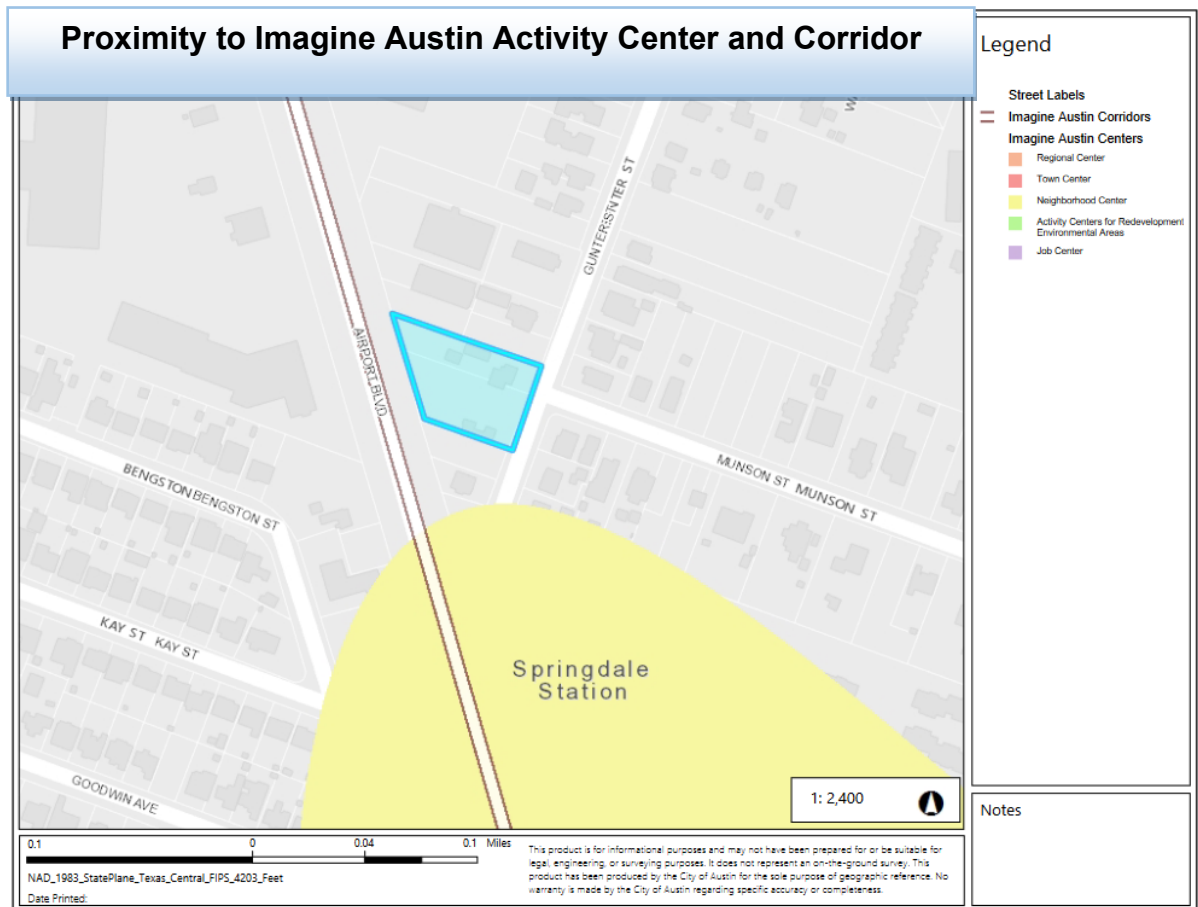 Proximity to Imagine Austin Activity Center and Corridor
Legend
Street Labels
Imagine Austin Corridors
Imagine Austin Centers
Regional Center
Town Center
Neighborhood Center
Activity Centers for Redevelopment
Environmental Areas
Job Center
AIRPORT BLVD
MUNSON ST MUNSON ST
KAY ST KAY ST
GOODWIN AVE
Springdale
Station
1: 2,400
Notes
0.1 0 0.04 0.1 Miles
NAD_1983_StatePlane_Texas_Central_FIPS_4203_Feet
Date Printed:
This product is for informational purposes and may not have been prepared for or be suitable for
legal, engineering, or surveying purposes. It does not represent an on-the-ground survey. This
product has been produced by the City of Austin for the sole purpose of geographic reference. No
warranty is made by the City of Austin regarding specific accuracy or completeness.
BENGSTON BENGSTON ST